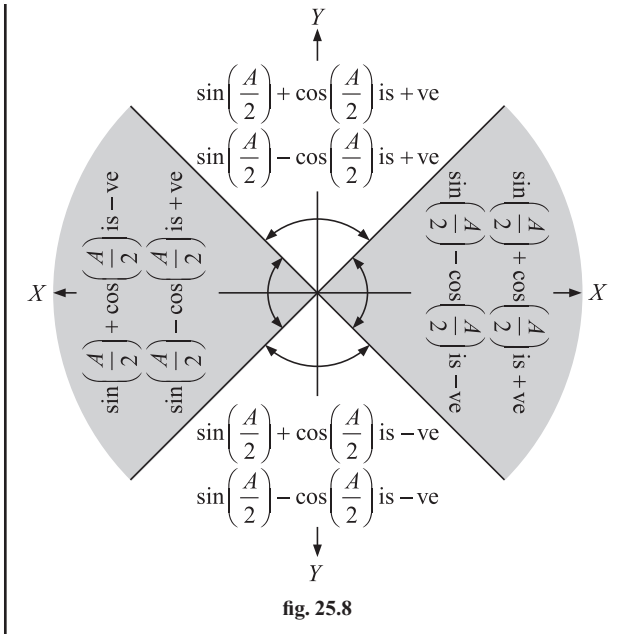 Y
sin(A/2) + cos(A/2) is +ve
sin(A/2) − cos(A/2) is +ve
sin(A/2) + cos(A/2) is −ve
sin(A/2) − cos(A/2) is +ve
X
sin(A/2) + cos(A/2) is +ve
sin(A/2) − cos(A/2) is −ve
X
sin(A/2) + cos(A/2) is −ve
sin(A/2) − cos(A/2) is −ve
Y
fig. 25.8